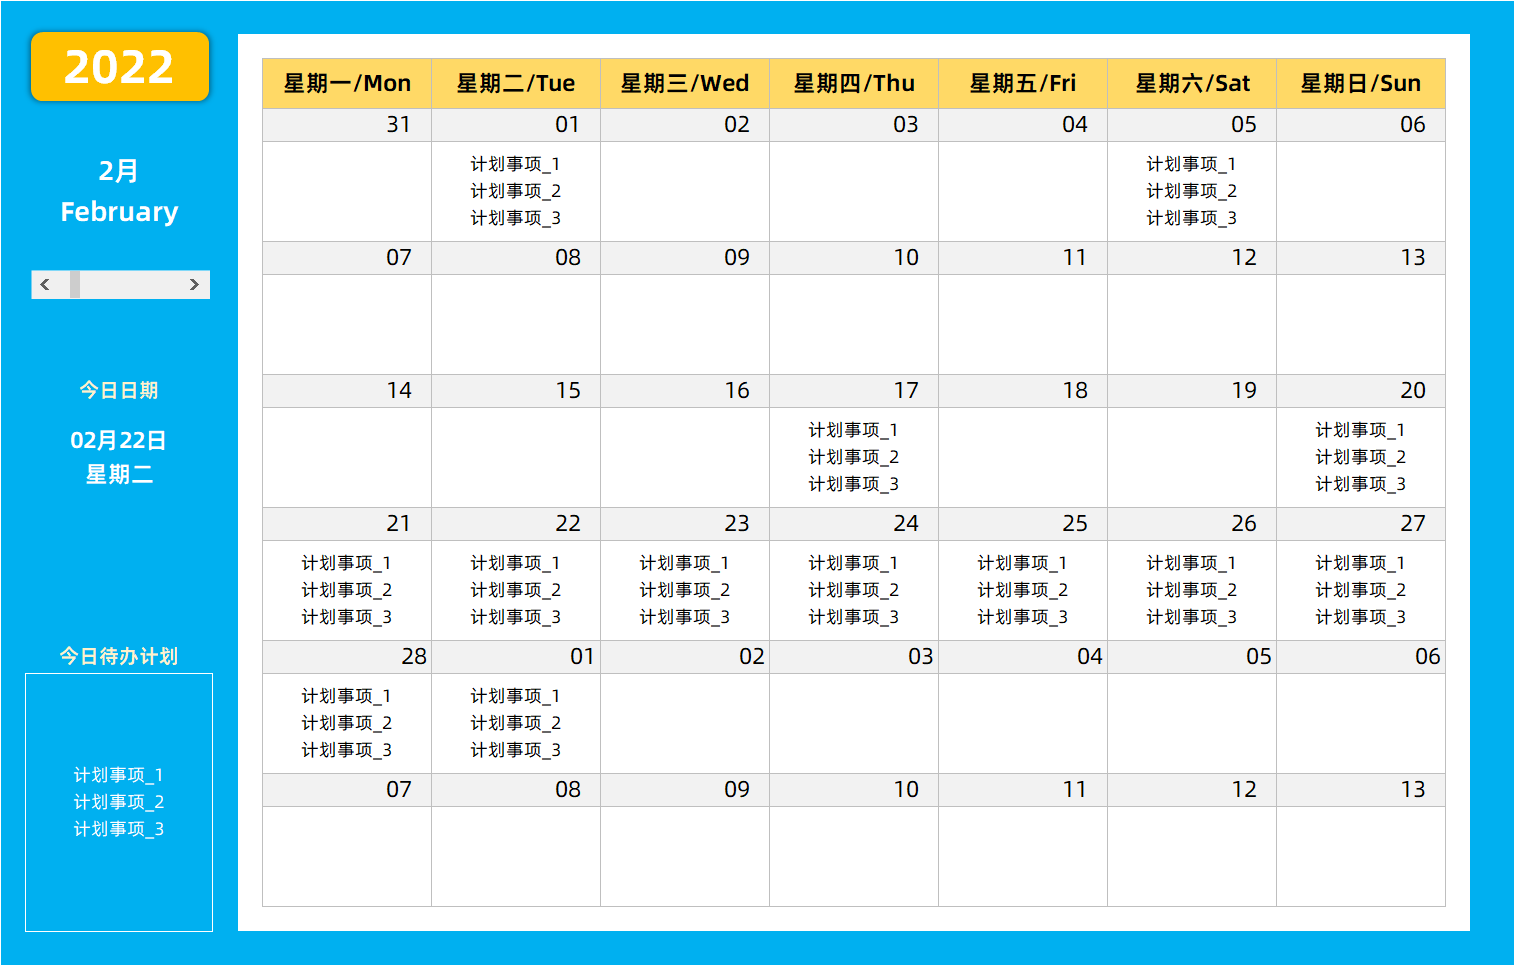 2022
2月
February
今日日期
02月22日
星期二
今日待办计划
计划事项_1
计划事项_2
计划事项_3
星期一/Mon 星期二/Tue 星期三/Wed 星期四/Thu 星期五/Fri 星期六/Sat 星期日/Sun
31 01 02 03 04 05 06
计划事项_1 计划事项_1
计划事项_2 计划事项_2
计划事项_3 计划事项_3
07 08 09 10 11 12 13
14 15 16 17 18 19 20
计划事项_1 计划事项_1
计划事项_2 计划事项_2
计划事项_3 计划事项_3
21 22 23 24 25 26 27
计划事项_1 计划事项_1 计划事项_1 计划事项_1 计划事项_1 计划事项_1 计划事项_1
计划事项_2 计划事项_2 计划事项_2 计划事项_2 计划事项_2 计划事项_2 计划事项_2
计划事项_3 计划事项_3 计划事项_3 计划事项_3 计划事项_3 计划事项_3 计划事项_3
28 01 02 03 04 05 06
计划事项_1 计划事项_1
计划事项_2 计划事项_2
计划事项_3 计划事项_3
07 08 09 10 11 12 13